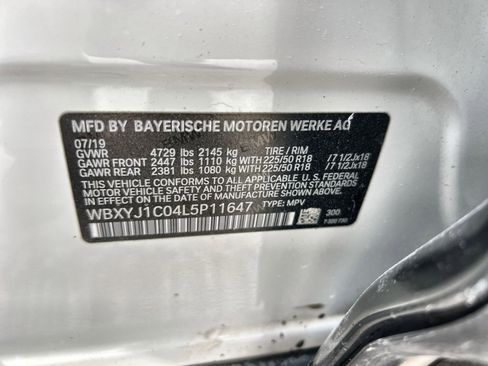 MFD BY BAYERISCHE MOTOREN WERKE AG
07/19
GVWR 4729 lbs 2145 kg TIRE / RIM
GAWR FRONT 2447 lbs 1110 kg WITH 225/50 R18 /7 1/2Jx18
GAWR REAR 2381 lbs 1080 kg WITH 225/50 R18 /7 1/2Jx18
THIS VEHICLE CONFORMS TO ALL APPLICABLE U.S. FEDERAL
MOTOR VEHICLE SAFETY, BUMPER, AND THEFT PREVENTION
STANDARDS IN EFFECT ON THE DATE OF MANUFACTURE
SHOWN ABOVE.
WBXYJ1C04L5P11647 TYPE: MPV
300